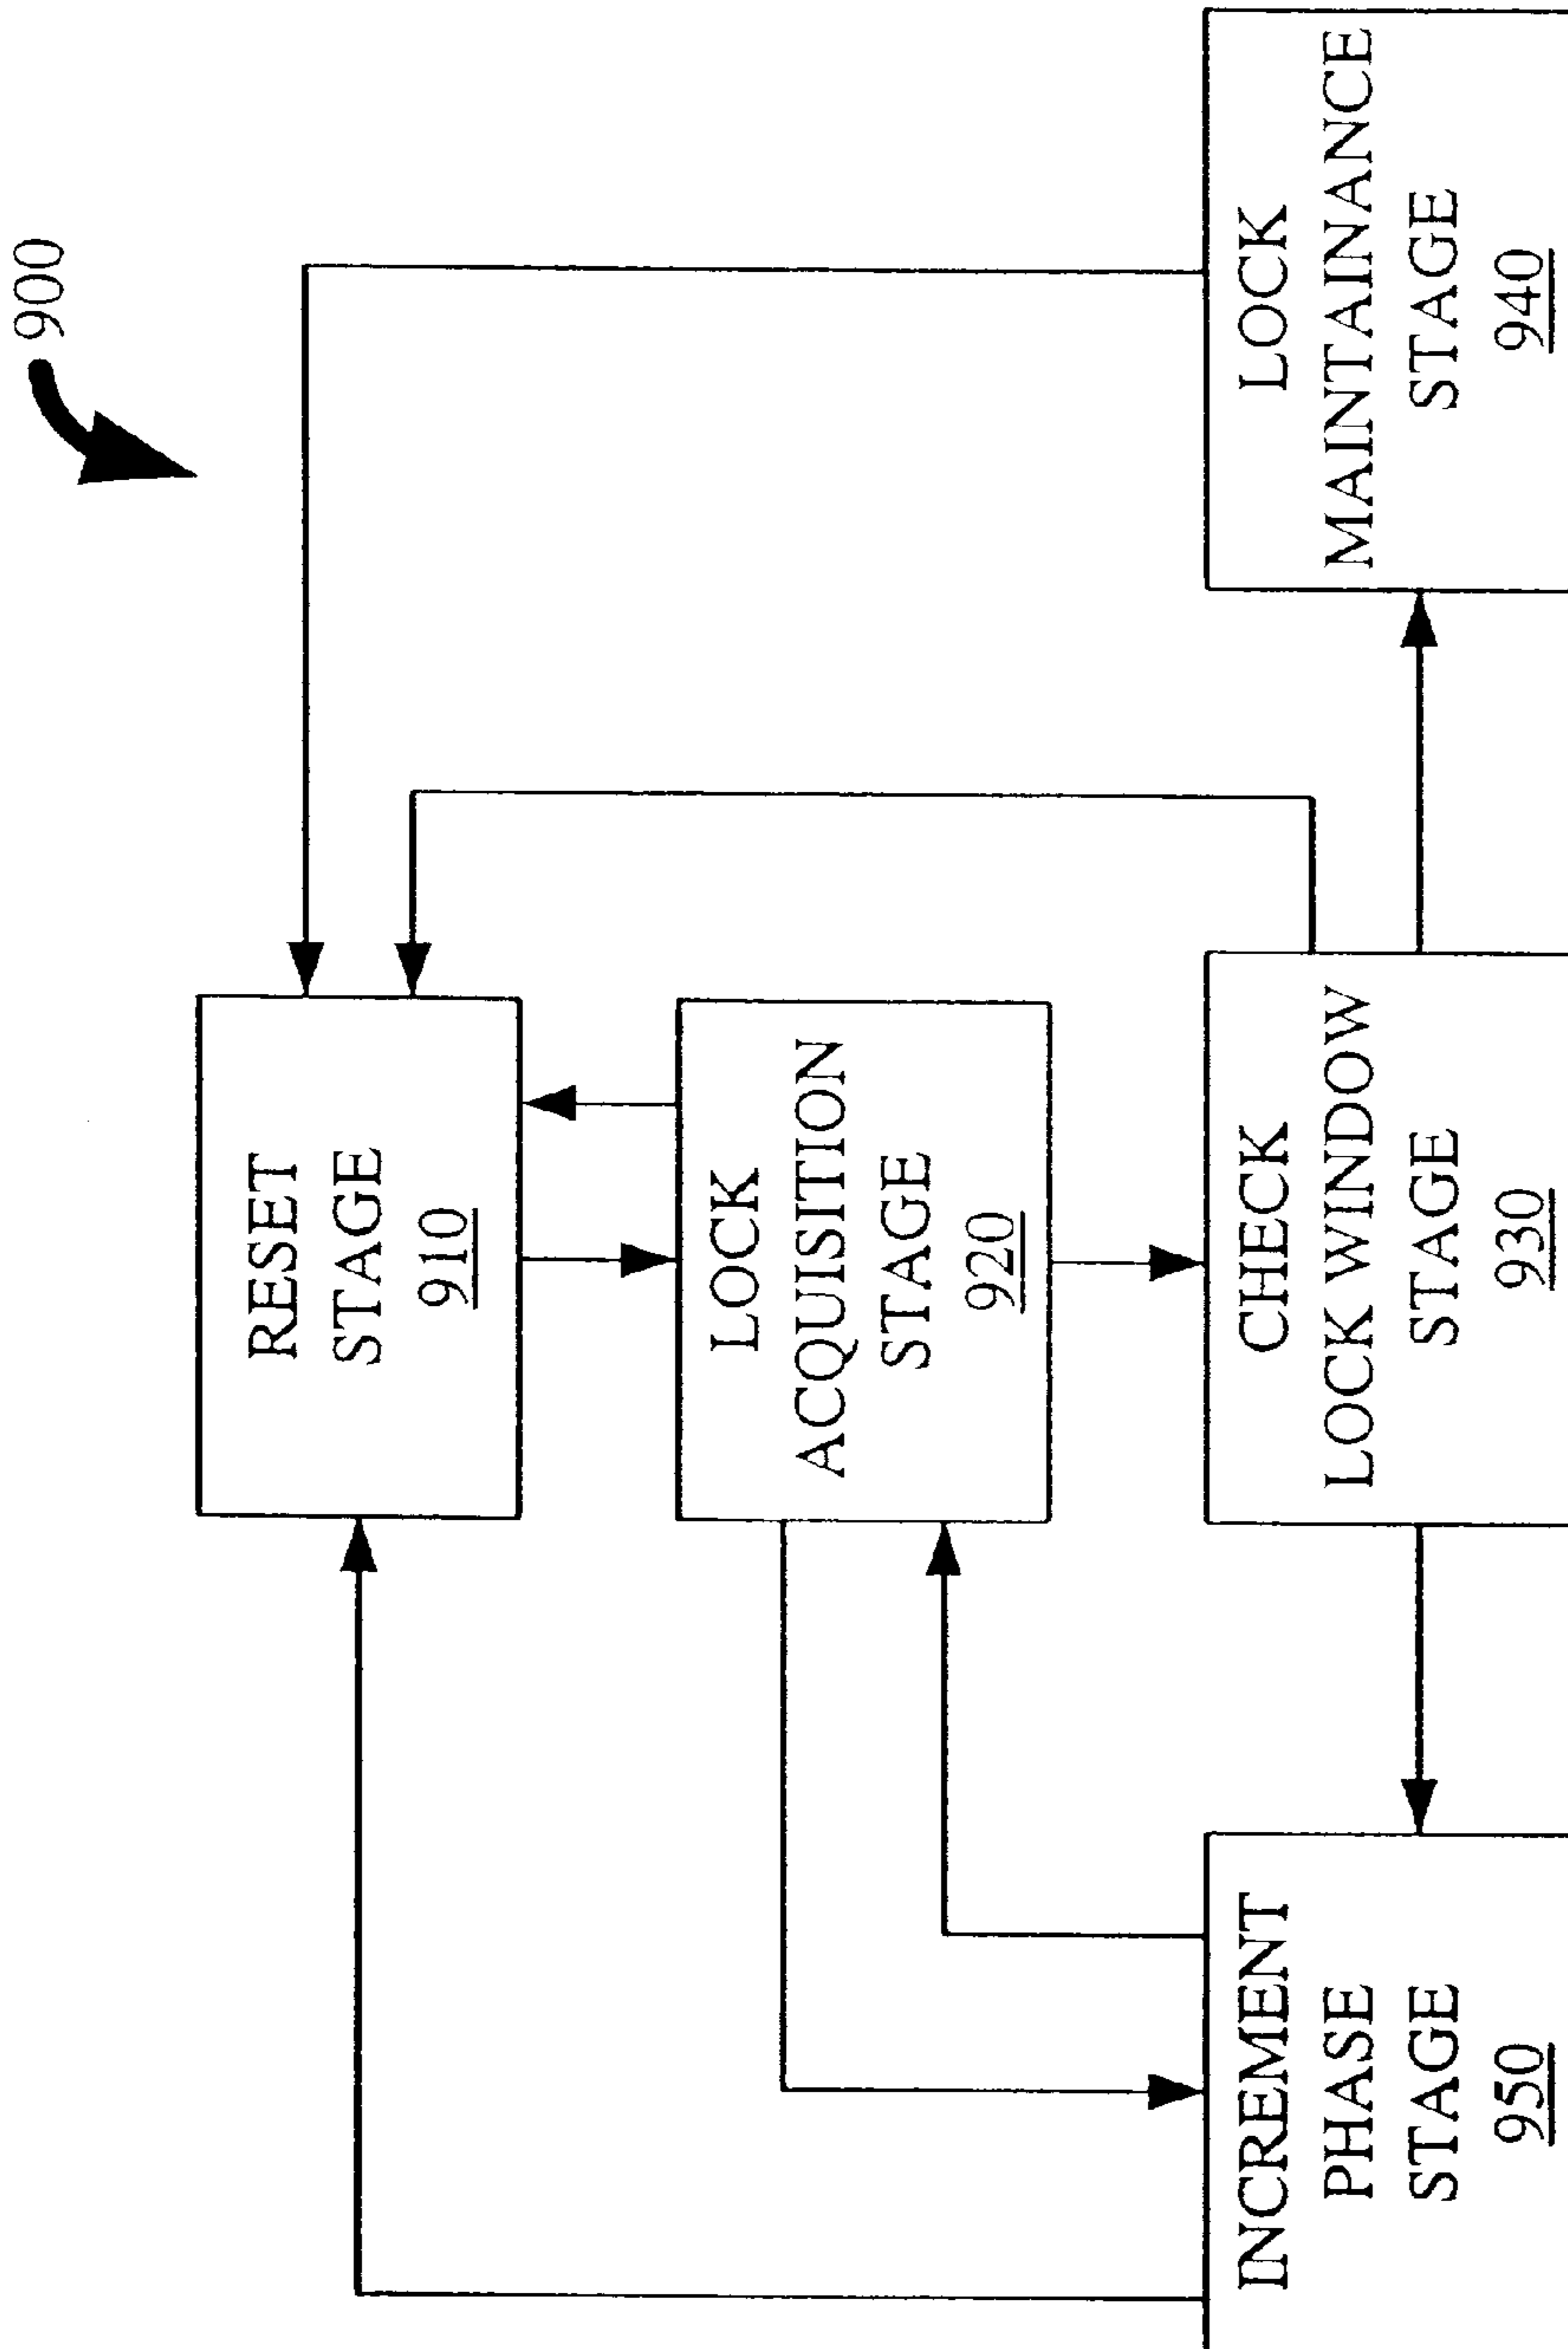 900
RESET
STAGE
910
LOCK
ACQUISITION
STAGE
920
INCREMENT
PHASE
STAGE
950
CHECK
LOCK WINDOW
STAGE
930
LOCK
MAINTAINANCE
STAGE
940